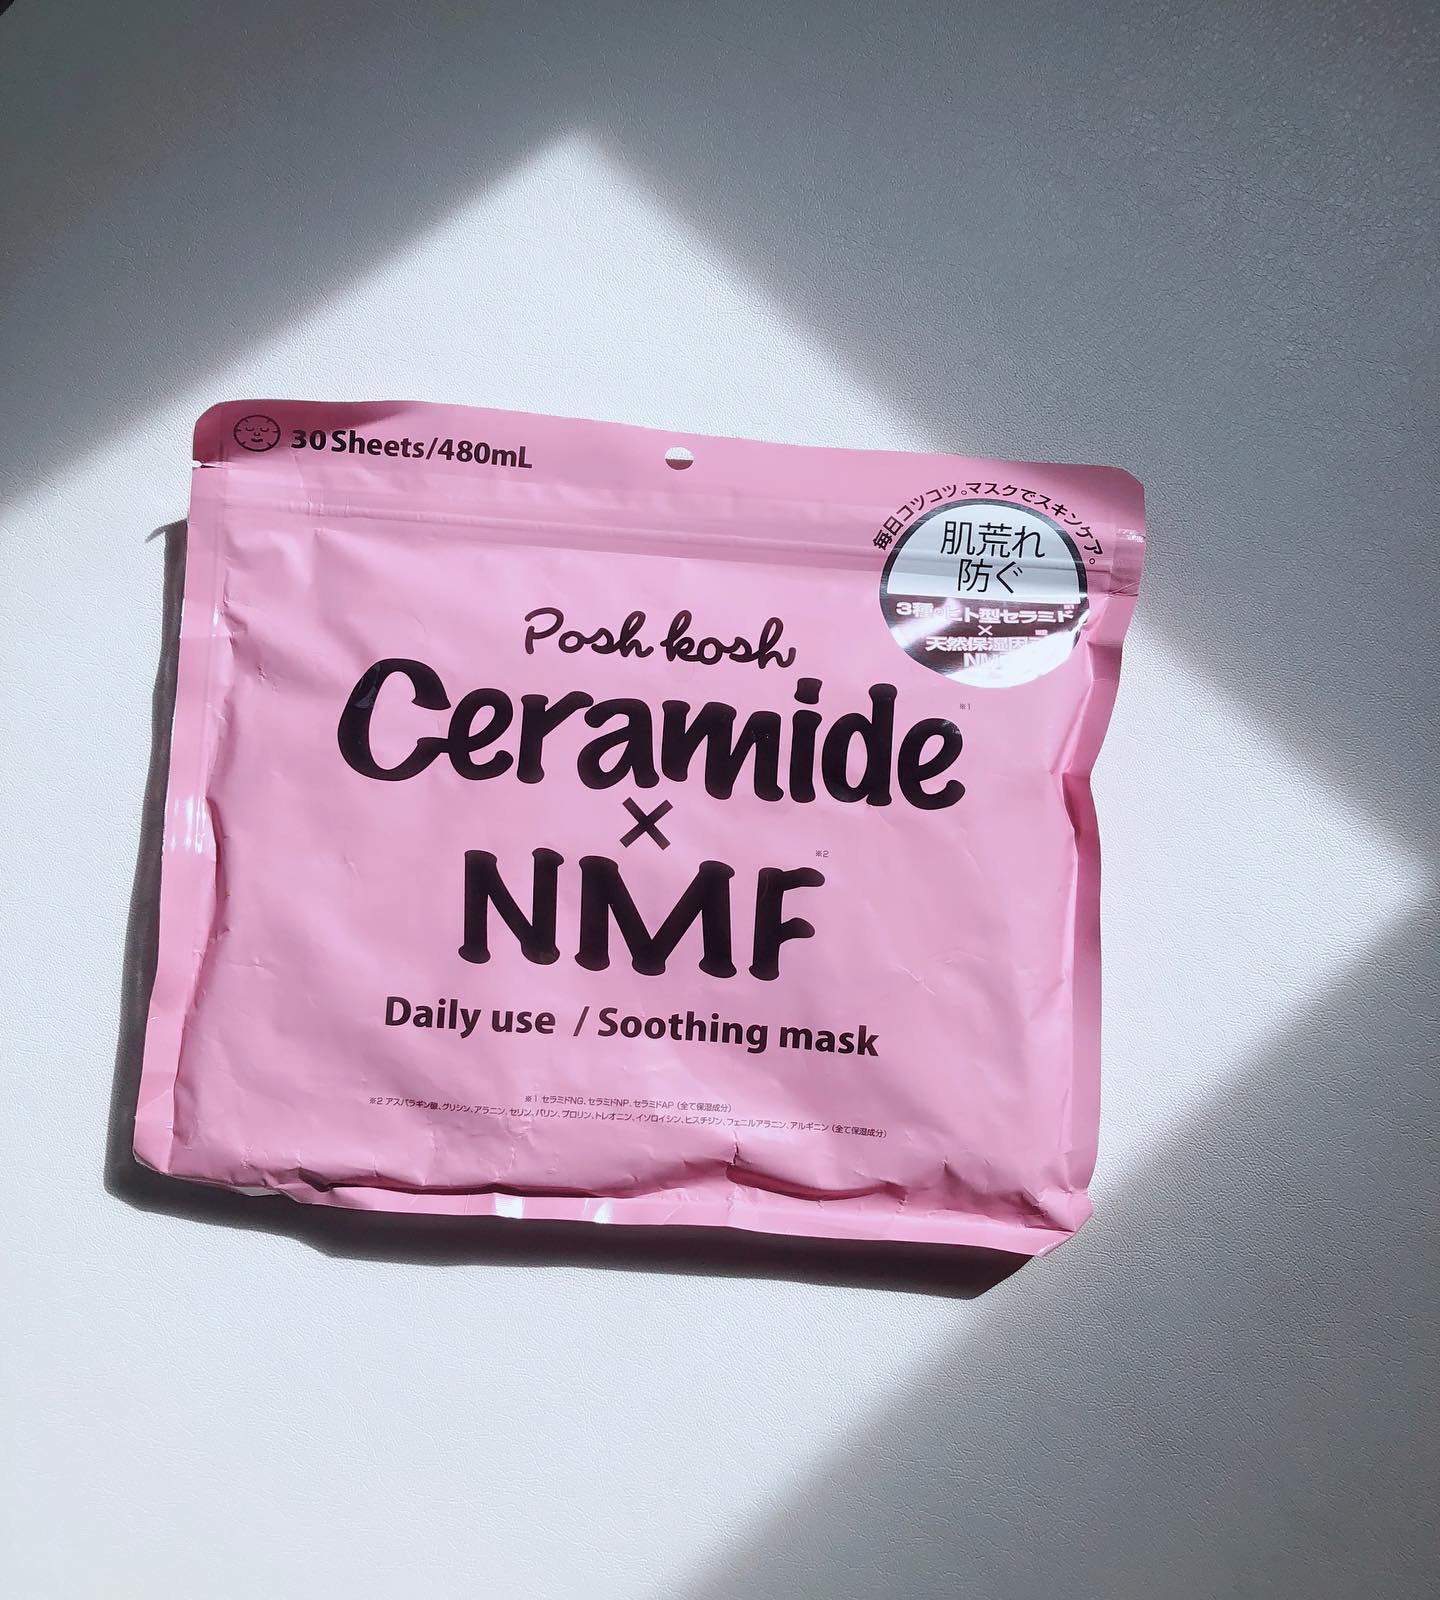 30 Sheets/480mL
毎日コツコツ。マスクでスキンケア。
肌荒れ
防ぐ
3種のヒト型セラミド※1
×
天然保湿因
NM
Posh kosh
Ceramide※1
×
NMF※2
Daily use / Soothing mask
※1 セラミドNG、セラミドNP、セラミドAP (全て保湿成分)
※2 アスパラギン酸、グリシン、アラニン、セリン、バリン、プロリン、トレオニン、イソロイシン、ヒスチジン、フェニルアラニン、アルギニン (全て保湿成分)